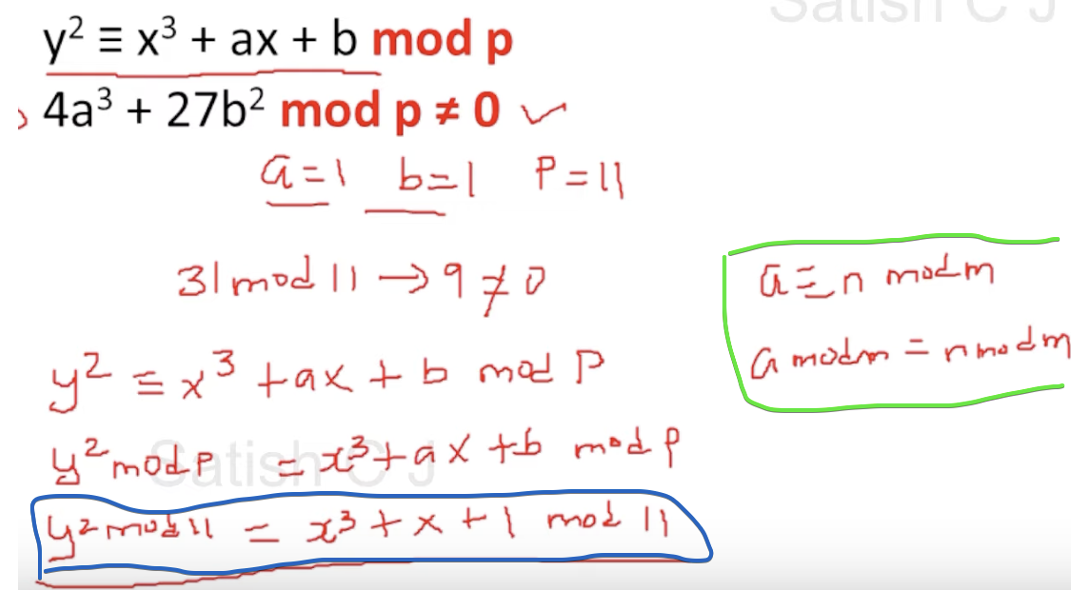 Satish C J
y² ≡ x³ + ax + b mod p
4a³ + 27b² mod p ≠ 0 ✓
a=1 b=1 P=11
31 mod 11 → 9 ≠ 0
a ≡ n mod m
a mod m = n mod m
y² ≡ x³ + ax + b mod P
y² mod P = x³ + ax + b mod p
Satish C J
y² mod 11 = x³ + x + 1 mod 11